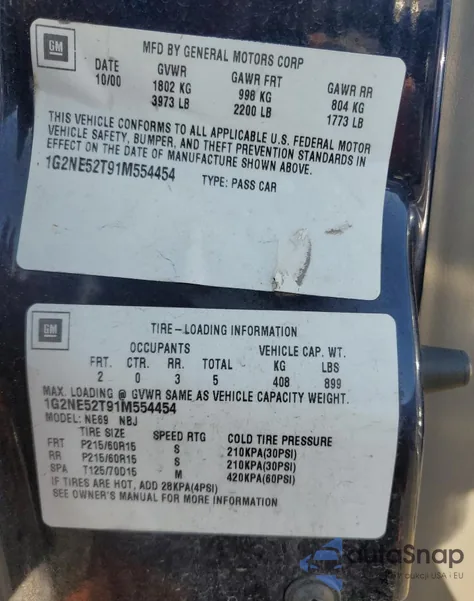 GM
MFD BY GENERAL MOTORS CORP
DATE GVWR GAWR FRT GAWR RR
10/00 1802 KG 998 KG 804 KG
3973 LB 2200 LB 1773 LB
THIS VEHICLE CONFORMS TO ALL APPLICABLE U.S. FEDERAL MOTOR
VEHICLE SAFETY, BUMPER, AND THEFT PREVENTION STANDARDS IN
EFFECT ON THE DATE OF MANUFACTURE SHOWN ABOVE.
1G2NE52T91M554454 TYPE: PASS CAR
GM
TIRE-LOADING INFORMATION
OCCUPANTS VEHICLE CAP. WT.
FRT. CTR. RR. TOTAL KG LBS
2 0 3 5 408 899
MAX. LOADING @ GVWR SAME AS VEHICLE CAPACITY WEIGHT.
1G2NE52T91M554454
MODEL: NE69 NBJ
TIRE SIZE SPEED RTG COLD TIRE PRESSURE
FRT P215/60R15 S 210KPA(30PSI)
RR P215/60R15 S 210KPA(30PSI)
SPA T125/70D15 M 420KPA(60PSI)
IF TIRES ARE HOT, ADD 28KPA(4PSI)
SEE OWNER'S MANUAL FOR MORE INFORMATION
autoSnap
USA - EU